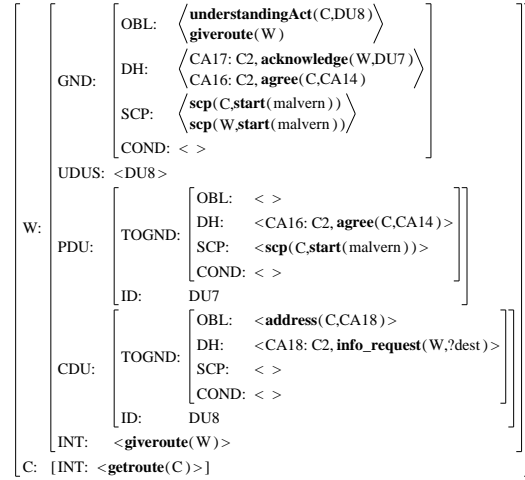 OBL: understandingAct(C,DU8)
giveroute(W)
DH: CA17: C2, acknowledge(W,DU7)
CA16: C2, agree(C,CA14)
GND:
SCP: scp(C,start(malvern))
scp(W,start(malvern))
COND: < >
UDUS: <DU8>
OBL: < >
W:
DH: <CA16: C2, agree(C,CA14)>
TOGND:
PDU:
SCP: <scp(C,start(malvern))>
COND: < >
ID: DU7
OBL: <address(C,CA18)>
DH: <CA18: C2, info_request(W,?dest)>
TOGND:
CDU:
SCP: < >
COND: < >
ID: DU8
INT: <giveroute(W)>
C: [INT: <getroute(C)>]